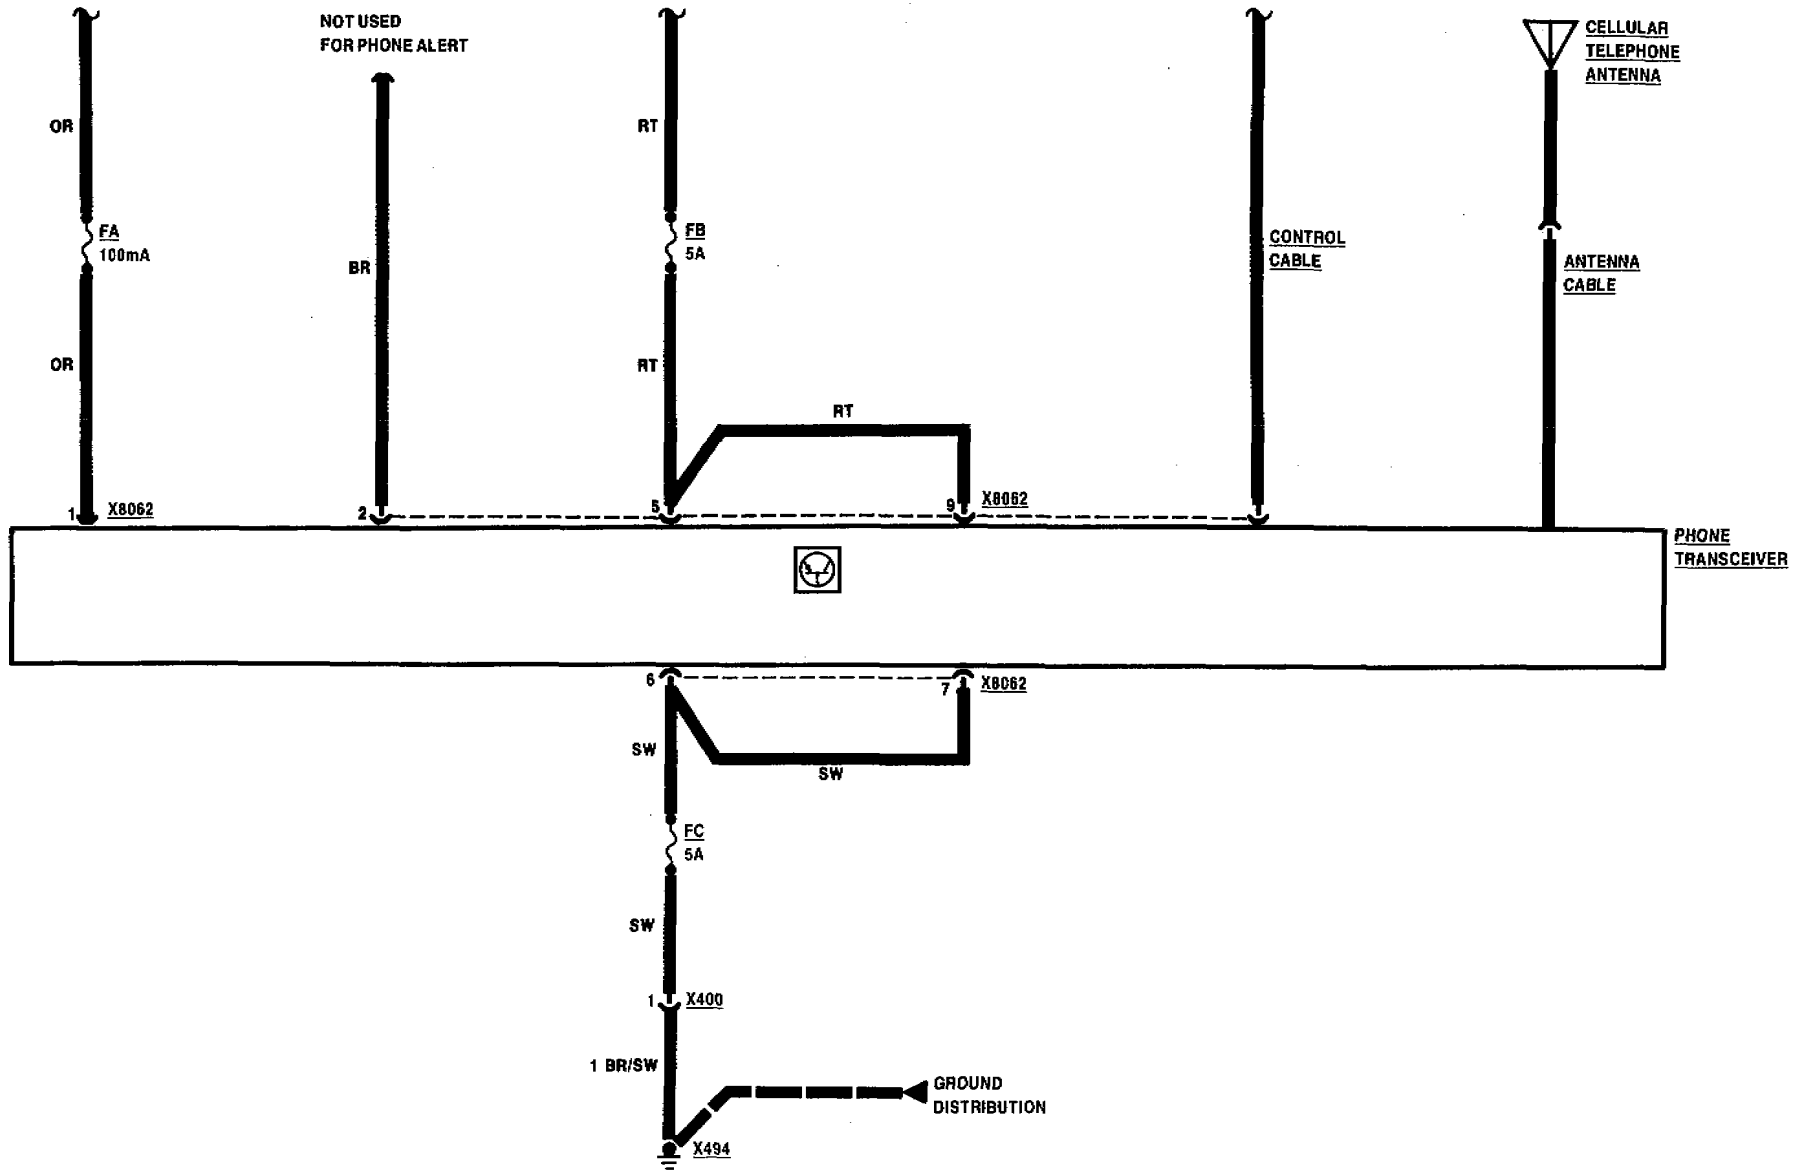 NOT USED
FOR PHONE ALERT
CELLULAR
TELEPHONE
ANTENNA
OR
RT
FA
100mA
BR
FB
5A
CONTROL
CABLE
ANTENNA
CABLE
OR
RT
RT
1
X8062
2
5
9
X8062
PHONE
TRANSCEIVER
6
7
X8062
SW
SW
FC
5A
SW
1
X400
1 BR/SW
GROUND
DISTRIBUTION
X494